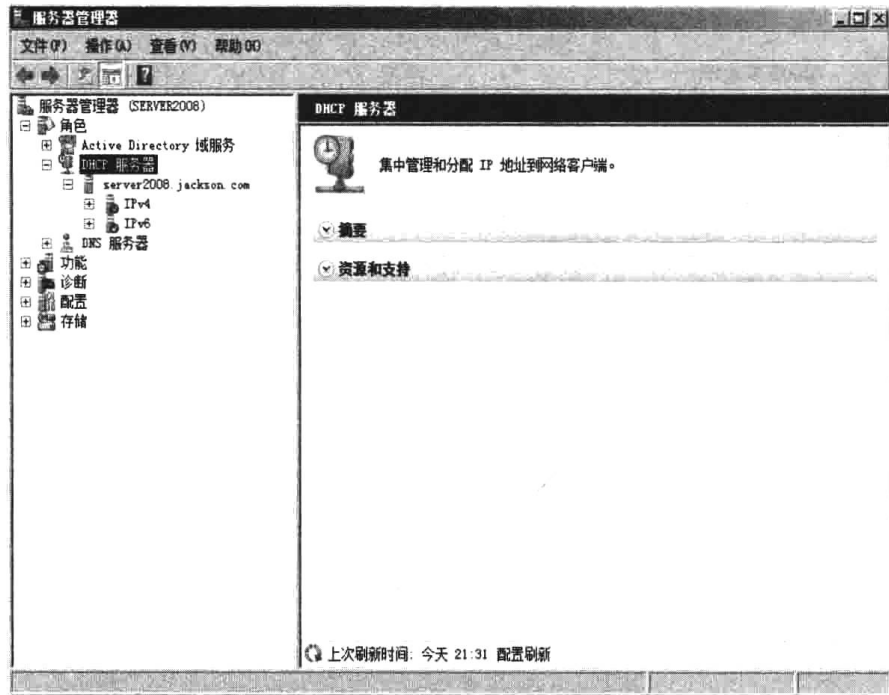 服务器管理器
文件(F) 操作(A) 查看(V) 帮助(H)
服务器管理器 (SERVER2008)
角色
Active Directory 域服务
DHCP 服务器
server2008.jackson.com
IPv4
IPv6
DNS 服务器
功能
诊断
配置
存储
DHCP 服务器
集中管理和分配 IP 地址到网络客户端。
摘要
资源和支持
上次刷新时间: 今天 21:31 配置刷新